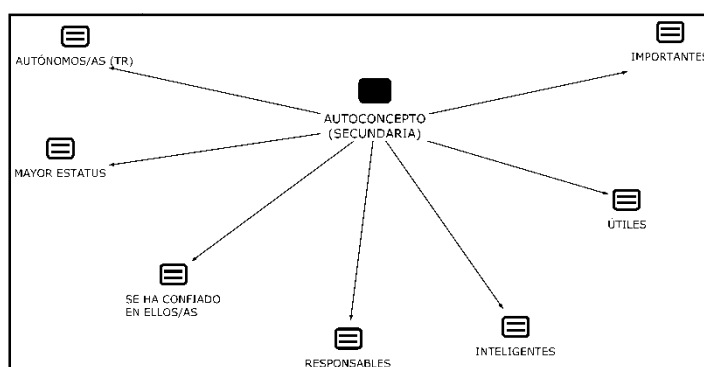 AUTÓNOMOS/AS (TR)
IMPORTANTES
AUTOCONCEPTO
(SECUNDARIA)
MAYOR ESTATUS
ÚTILES
SE HA CONFIADO
EN ELLOS/AS
INTELIGENTES
RESPONSABLES